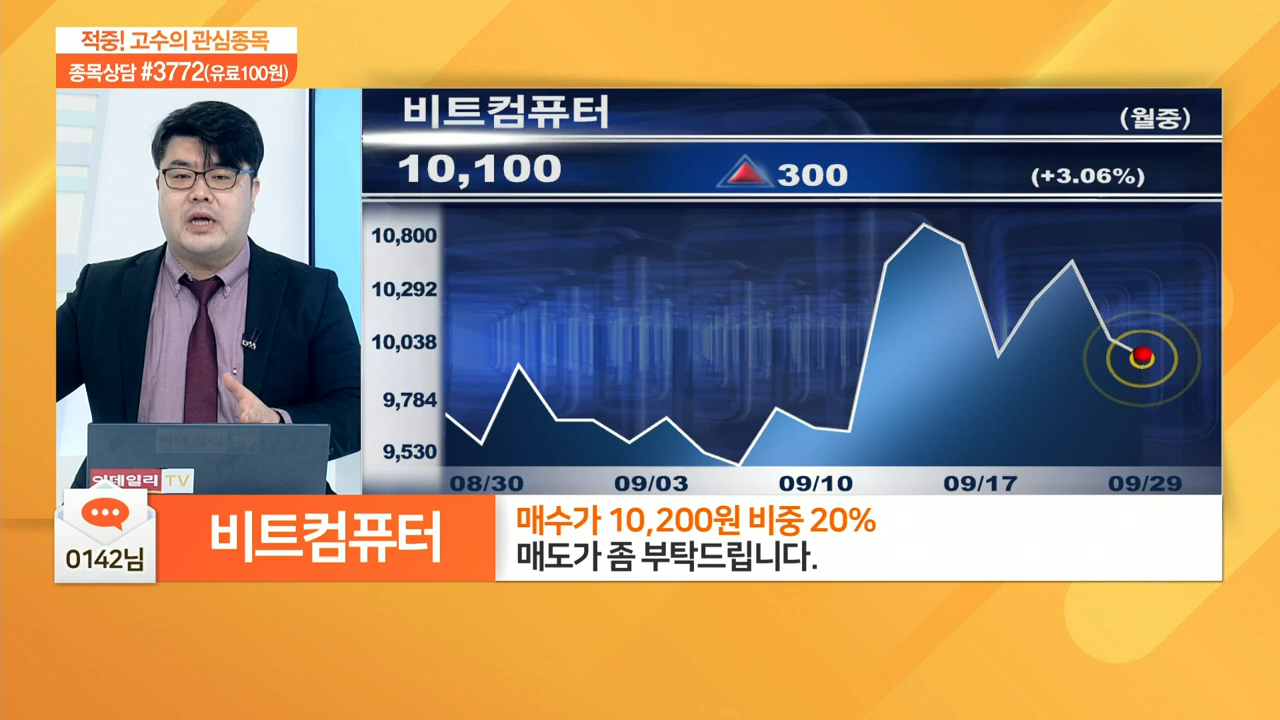 적중! 고수의 관심종목
종목상담 #3772(유료100원)
비트컴퓨터
(월중)
10,100
300
(+3.06%)
10,800
10,292
10,038
9,784
9,530
08/30
09/03
09/10
09/17
09/29
이데일리 TV
0142님
비트컴퓨터
매수가 10,200원 비중 20%
매도가 좀 부탁드립니다.